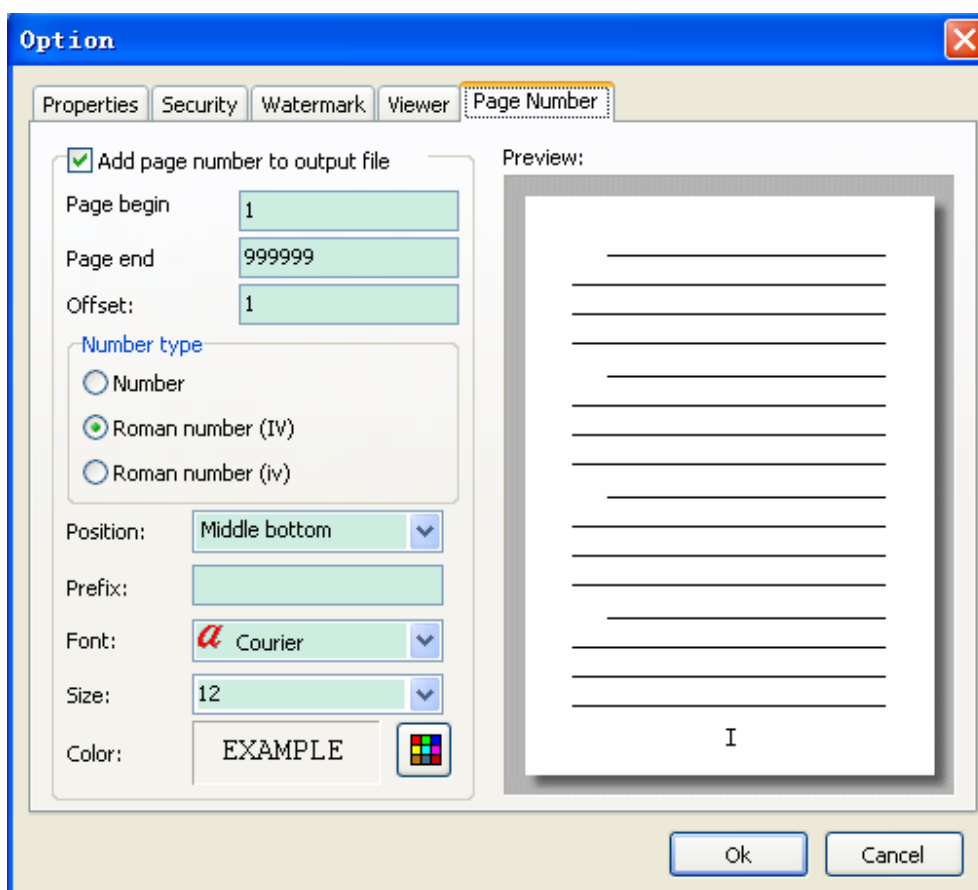 Option
Properties Security Watermark Viewer Page Number
Add page number to output file
Preview:
Page begin 1
Page end 999999
Offset: 1
Number type
Number
Roman number (IV)
Roman number (iv)
Position: Middle bottom
Prefix:
Font: a Courier
Size: 12
Color: EXAMPLE
I
Ok Cancel